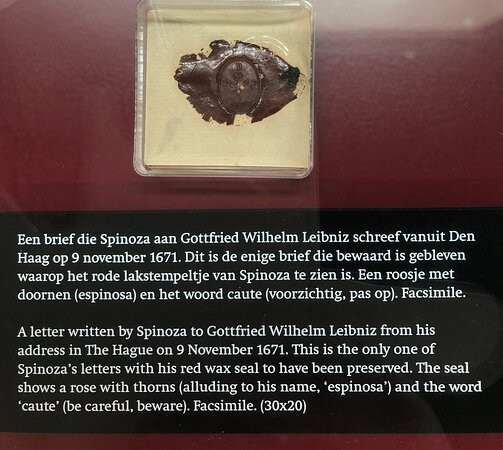 Een brief die Spinoza aan Gottfried Wilhelm Leibniz schreef vanuit Den
Haag op 9 november 1671. Dit is de enige brief die bewaard is gebleven
waarop het rode lakstempeltje van Spinoza te zien is. Een roosje met
doornen (espinosa) en het woord caute (voorzichtig, pas op). Facsimile.
A letter written by Spinoza to Gottfried Wilhelm Leibniz from his
address in The Hague on 9 November 1671. This is the only one of
Spinoza's letters with his red wax seal to have been preserved. The seal
shows a rose with thorns (alluding to his name, 'espinosa') and the word
'caute' (be careful, beware). Facsimile. (30x20)